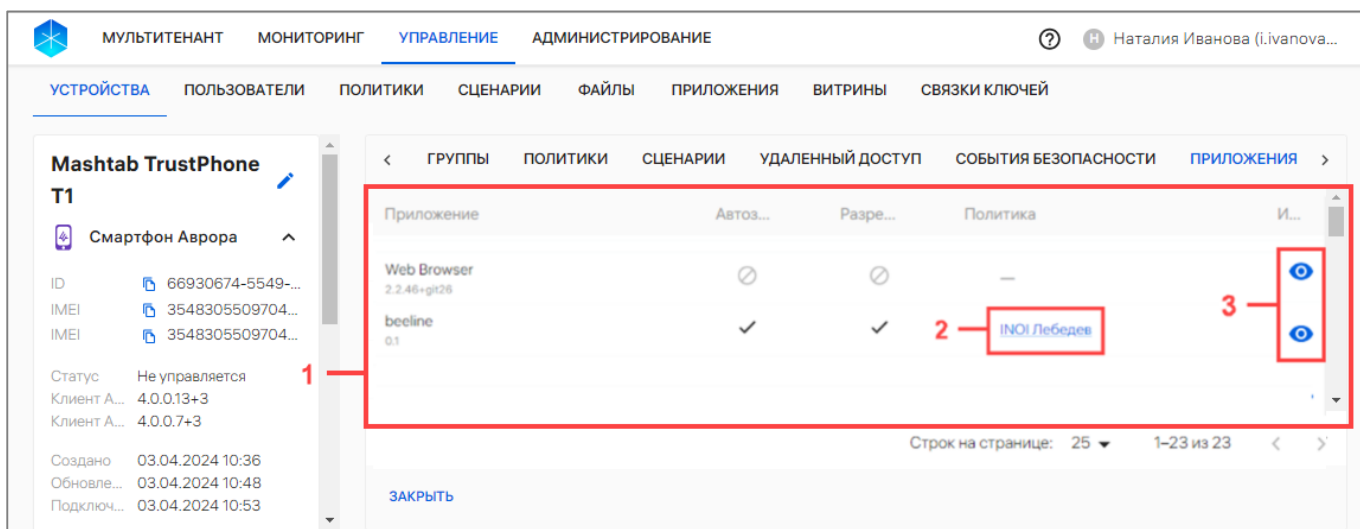 МУЛЬТИТЕНАНТ МОНИТОРИНГ УПРАВЛЕНИЕ АДМИНИСТРИРОВАНИЕ ? Н Наталия Иванова (i.ivanova...
УСТРОЙСТВА ПОЛЬЗОВАТЕЛИ ПОЛИТИКИ СЦЕНАРИИ ФАЙЛЫ ПРИЛОЖЕНИЯ ВИТРИНЫ СВЯЗКИ КЛЮЧЕЙ
Mashtab TrustPhone
T1
Смартфон Аврора
ID 66930674-5549-...
IMEI 3548305509704...
IMEI 3548305509704...
Статус Не управляется
Клиент А... 4.0.0.13+3
Клиент А... 4.0.0.7+3
Создано 03.04.2024 10:36
Обновле... 03.04.2024 10:48
Подключ... 03.04.2024 10:53
ГРУППЫ ПОЛИТИКИ СЦЕНАРИИ УДАЛЕННЫЙ ДОСТУП СОБЫТИЯ БЕЗОПАСНОСТИ ПРИЛОЖЕНИЯ
Приложение Автоз... Разре... Политика И...
Web Browser —
2.2.46+git26
beeline INOI Лебедев
0.1
1
2
3
Строк на странице: 25 1–23 из 23
ЗАКРЫТЬ